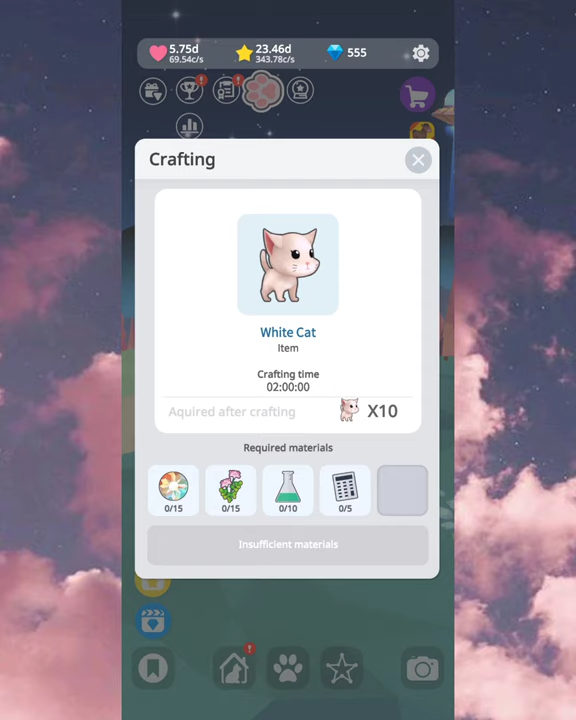 5.75d
69.54c/s
23.46d
343.78c/s
555
!
!
Crafting
White Cat
Item
Crafting time
02:00:00
Aquired after crafting
X10
Required materials
0/15
0/15
0/10
0/5
Insufficient materials
!